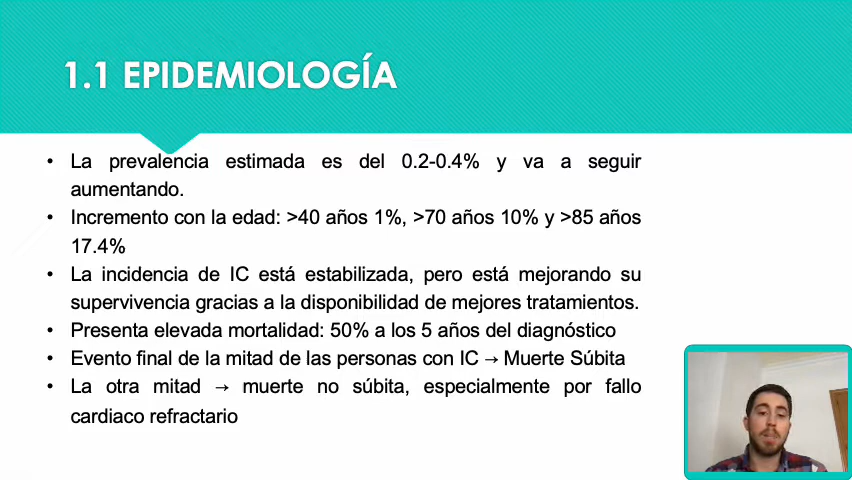 1.1 EPIDEMIOLOGÍA
• La prevalencia estimada es del 0.2-0.4% y va a seguir
aumentando.
• Incremento con la edad: >40 años 1%, >70 años 10% y >85 años
17.4%
• La incidencia de IC está estabilizada, pero está mejorando su
supervivencia gracias a la disponibilidad de mejores tratamientos.
• Presenta elevada mortalidad: 50% a los 5 años del diagnóstico
• Evento final de la mitad de las personas con IC → Muerte Súbita
• La otra mitad → muerte no súbita, especialmente por fallo
cardiaco refractario